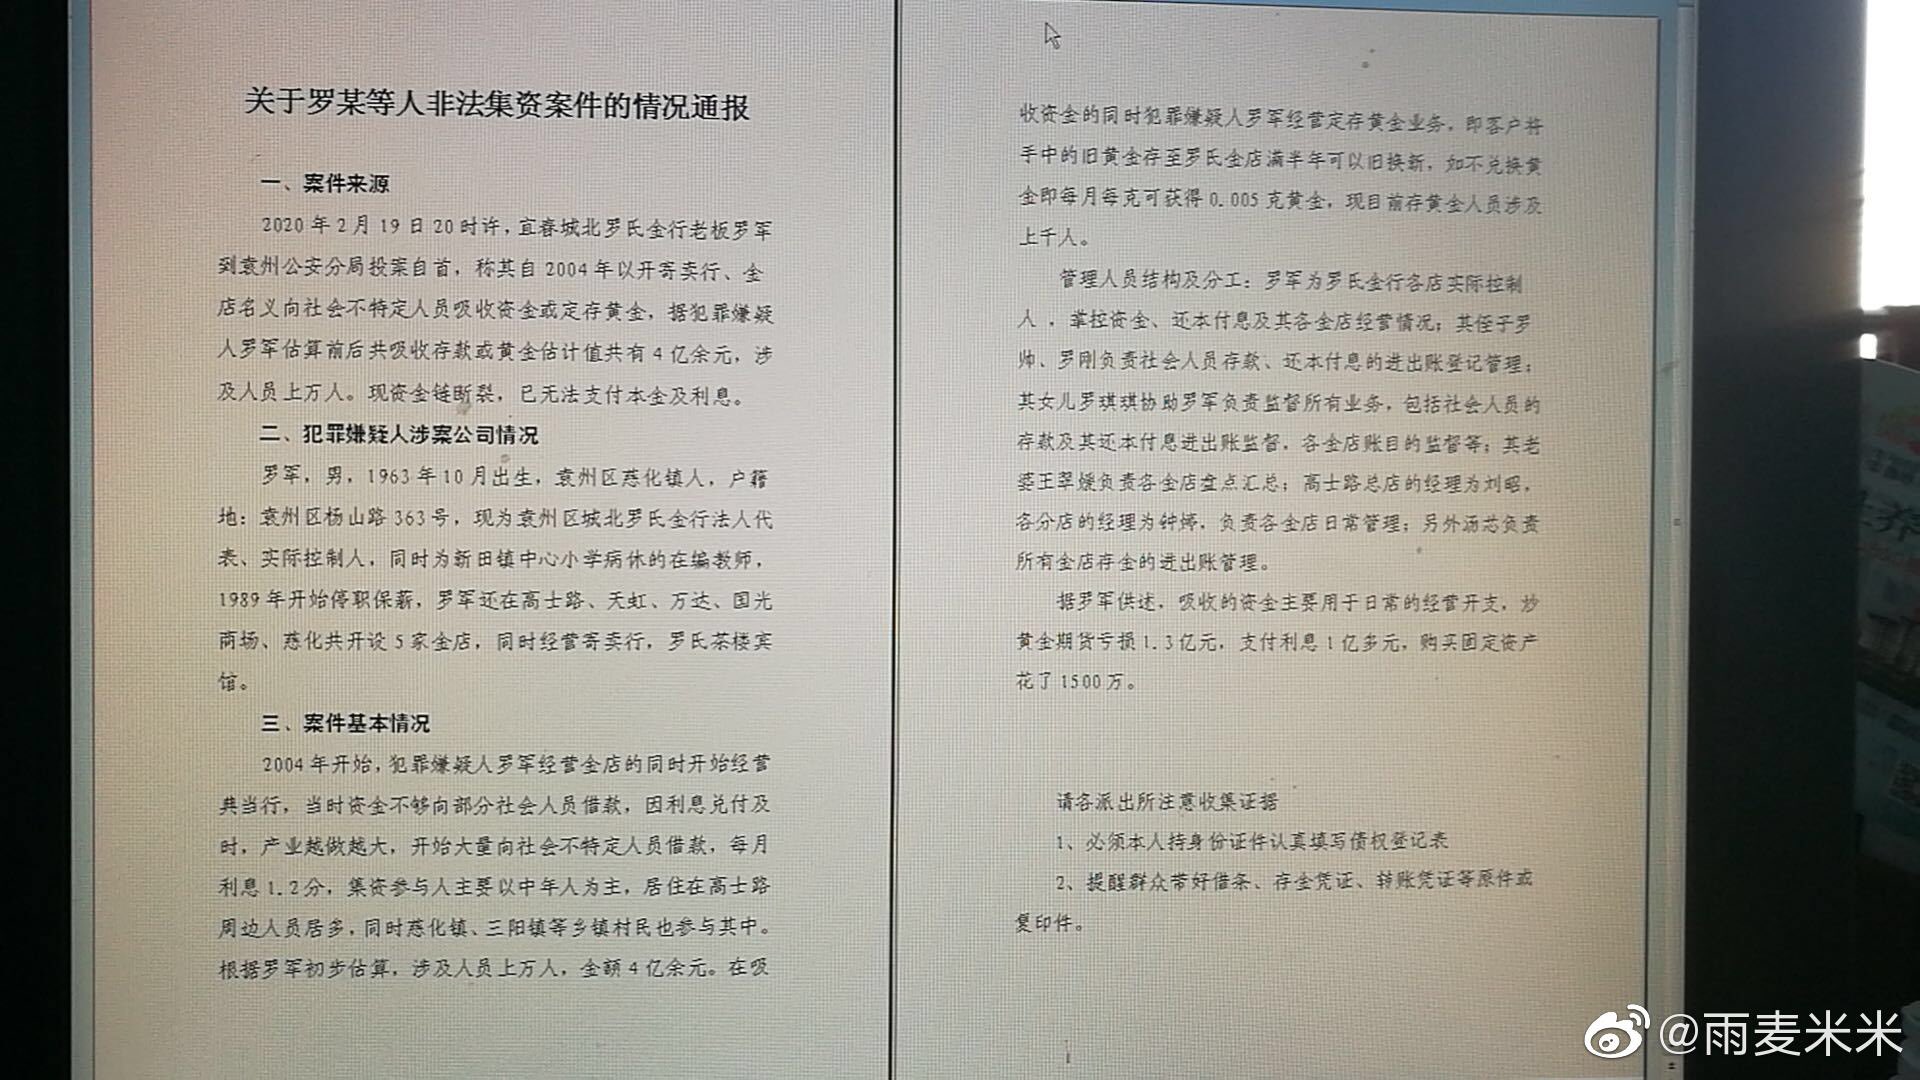 关于罗某等人非法集资案件的情况通报
一、案件来源
2020年2月19日20时许，宜春城北罗氏金行老板罗军
到袁州公安分局投案自首，称其自2004年以开寄卖行、金
店名义向社会不特定人员吸收资金或定存黄金，据犯罪嫌疑
人罗军估算前后共吸收存款或黄金估计值共有4亿余元，涉
及人员上万人。现资金链断裂，已无法支付本金及利息。
二、犯罪嫌疑人涉案公司情况
罗军，男，1963年10月出生，袁州区慈化镇人，户籍
地：袁州区杨山路363号，现为袁州区城北罗氏金行法人代
表、实际控制人，同时为新田镇中心小学病休的在编教师，
1989年开始停职保薪，罗军还在高士路、天虹、万达、国光
商场、慈化共开设5家金店，同时经营寄卖行，罗氏茶楼宾
馆。
三、案件基本情况
2004年开始，犯罪嫌疑人罗军经营金店的同时开始经营
典当行，当时资金不够向部分社会人员借款，因利息兑付及
时，产业越做越大，开始大量向社会不特定人员借款，每月
利息1.2分，集资参与人主要以中年人为主，居住在高士路
周边人员居多，同时慈化镇、三阳镇等乡镇村民也参与其中。
根据罗军初步估算，涉及人员上万人，金额4亿余元。在吸
收资金的同时犯罪嫌疑人罗军经营定存黄金业务，即客户将
手中的旧黄金存至罗氏金店满半年可以旧换新，如不兑换黄
金即每月每克可获得0.005克黄金，现目前存黄金人员涉及
上千人。
管理人员结构及分工：罗军为罗氏金行各店实际控制
人，掌控资金、还本付息及其各金店经营情况；其侄子罗
帅、罗刚负责社会人员存款、还本付息的进出账登记管理；
其女儿罗琪琪协助罗军负责监督所有业务，包括社会人员的
存款及其还本付息进出账监督，各金店账目的监督等；其老
婆王翠嫒负责各金店盘点汇总；高士路总店的经理为刘昭，
各分店的经理为钟婷，负责各金店日常管理；另外汤芯负责
所有金店存金的进出账管理。
据罗军供述，吸收的资金主要用于日常的经营开支，炒
黄金期货亏损1.3亿元，支付利息1亿多元，购买固定资产
花了1500万。
请各派出所注意收集证据
1、必须本人持身份证件认真填写债权登记表
2、提醒群众带好借条、存金凭证、转账凭证等原件或
复印件。
@雨麦米米